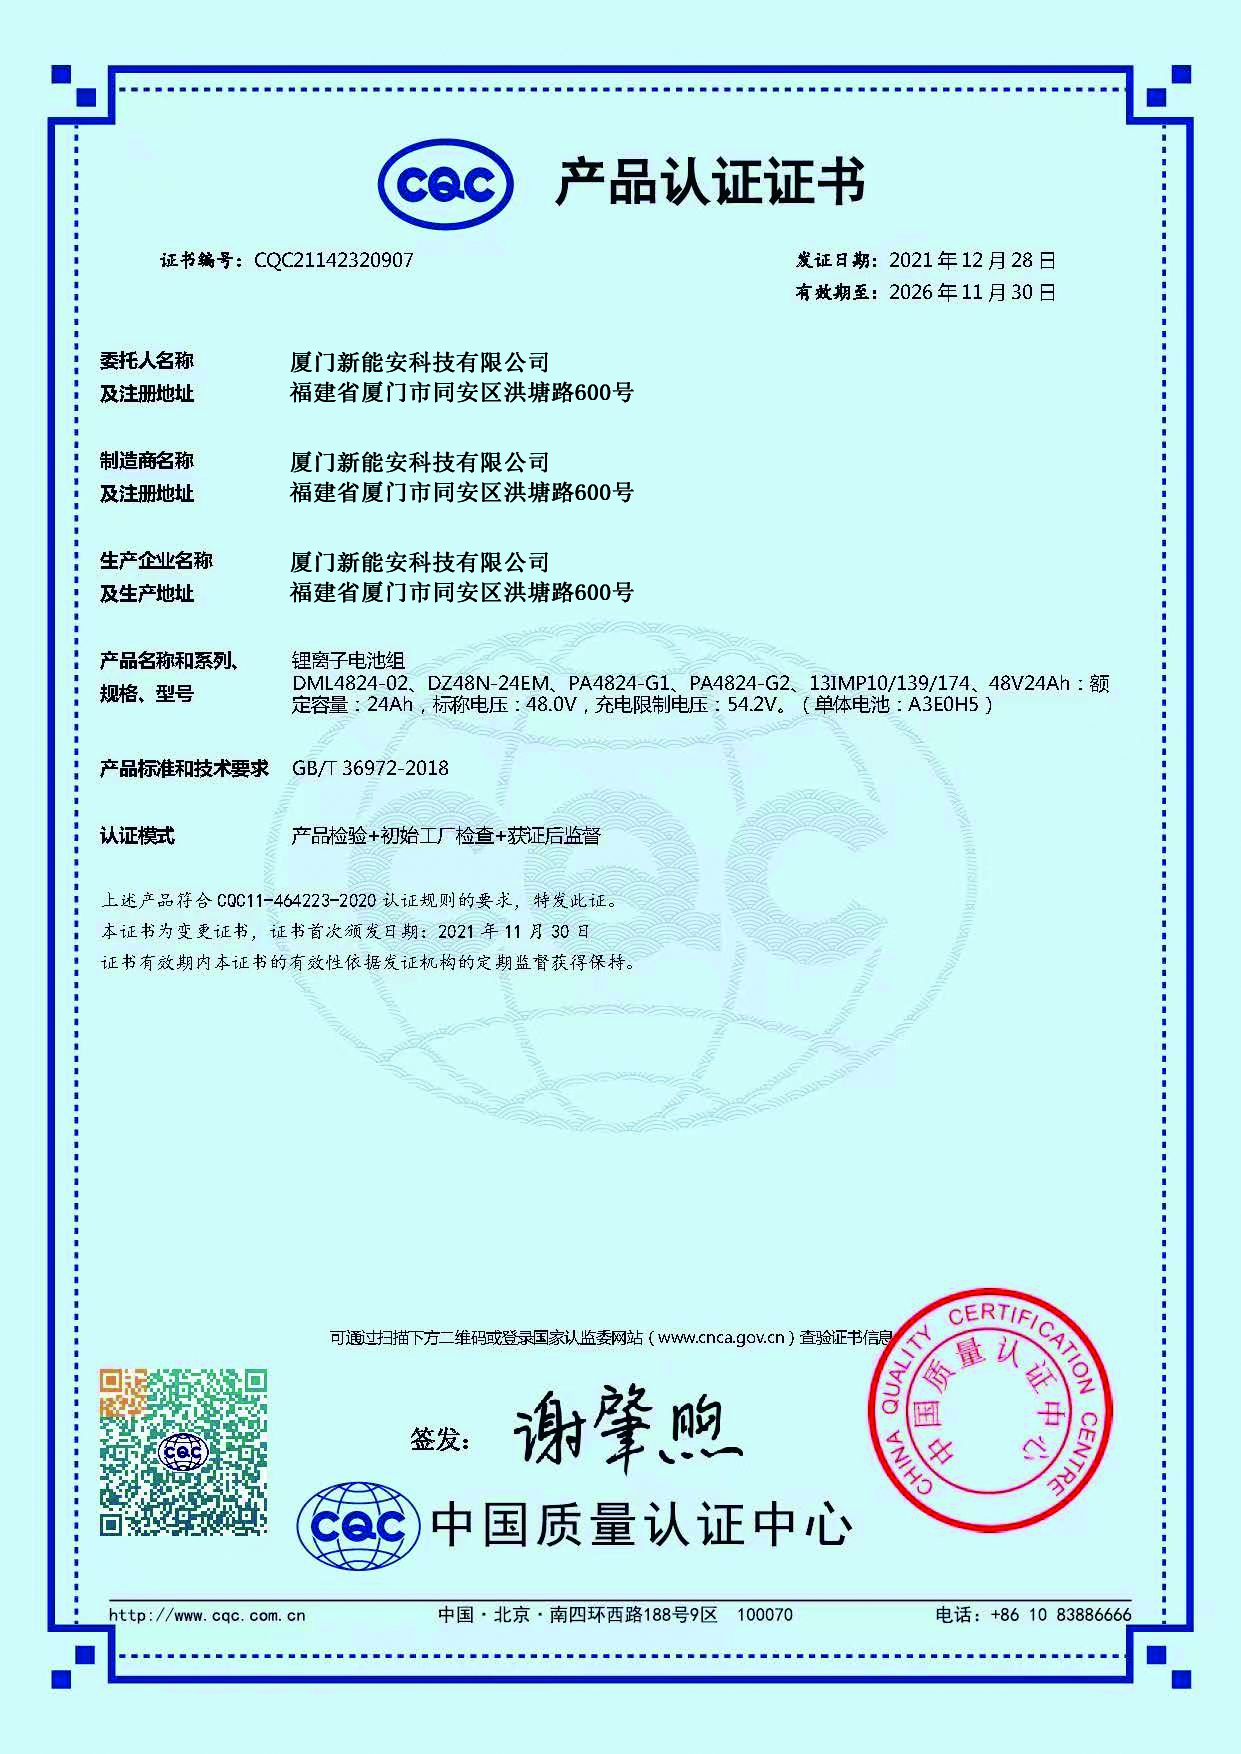 CQC 产品认证证书
证书编号：CQC21142320907
发证日期：2021 年 12 月 28 日
有效期至：2026 年 11 月 30 日
委托人名称 厦门新能安科技有限公司
及注册地址 福建省厦门市同安区洪塘路600号
制造商名称 厦门新能安科技有限公司
及注册地址 福建省厦门市同安区洪塘路600号
生产企业名称 厦门新能安科技有限公司
及生产地址 福建省厦门市同安区洪塘路600号
产品名称和系列、 锂离子电池组
规格、型号 DML4824-02、DZ48N-24EM、PA4824-G1、PA4824-G2、13IMP10/139/174、48V24Ah：额
定容量：24Ah，标称电压：48.0V，充电限制电压：54.2V。（单体电池：A3E0H5）
产品标准和技术要求 GB/T 36972-2018
认证模式 产品检验+初始工厂检查+获证后监督
上述产品符合 CQC11-464223-2020 认证规则的要求，特发此证。
本证书为变更证书，证书首次颁发日期：2021 年 11 月 30 日
证书有效期内本证书的有效性依据发证机构的定期监督获得保持。
CQC
可通过扫描下方二维码或登录国家认监委网站（www.cnca.gov.cn）查验证书信息
CHINA QUALITY CERTIFICATION CENTRE
中国质量认证中心
CQC
签发： 谢肇煦
CQC 中国质量认证中心
http://www.cqc.com.cn 中国·北京·南四环西路188号9区 100070 电话：+86 10 83886666